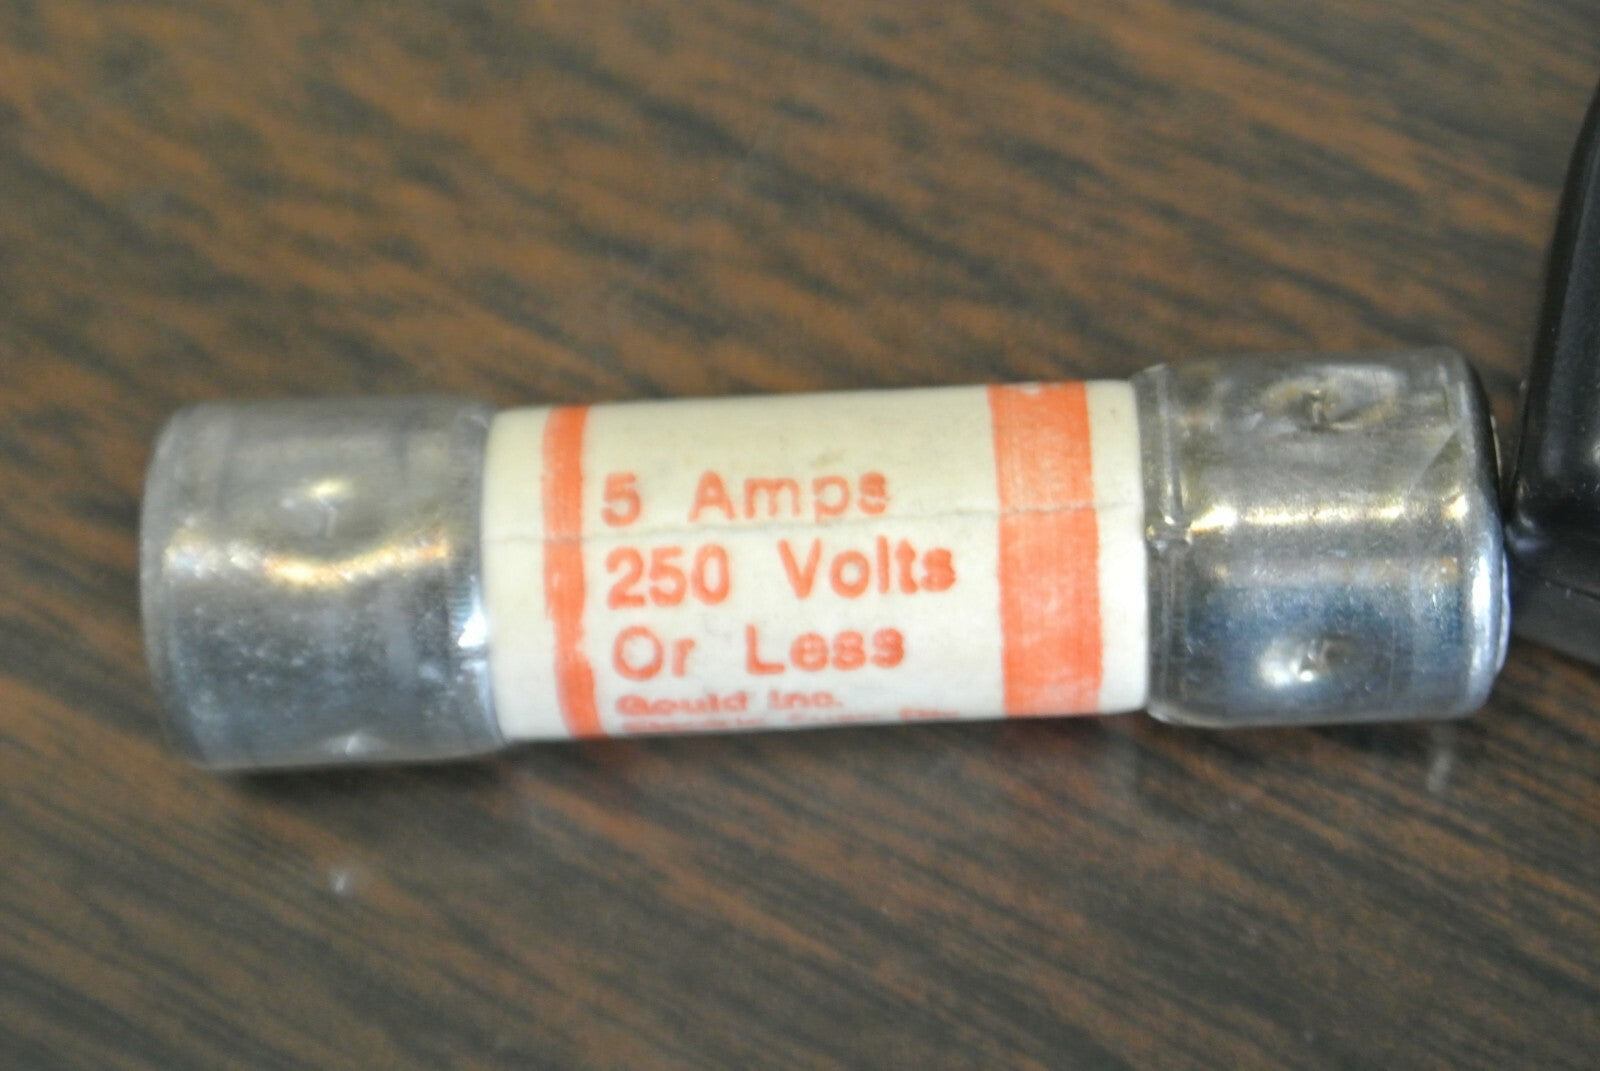 5 Amps
250 Volts
Or Less
Gould Inc.